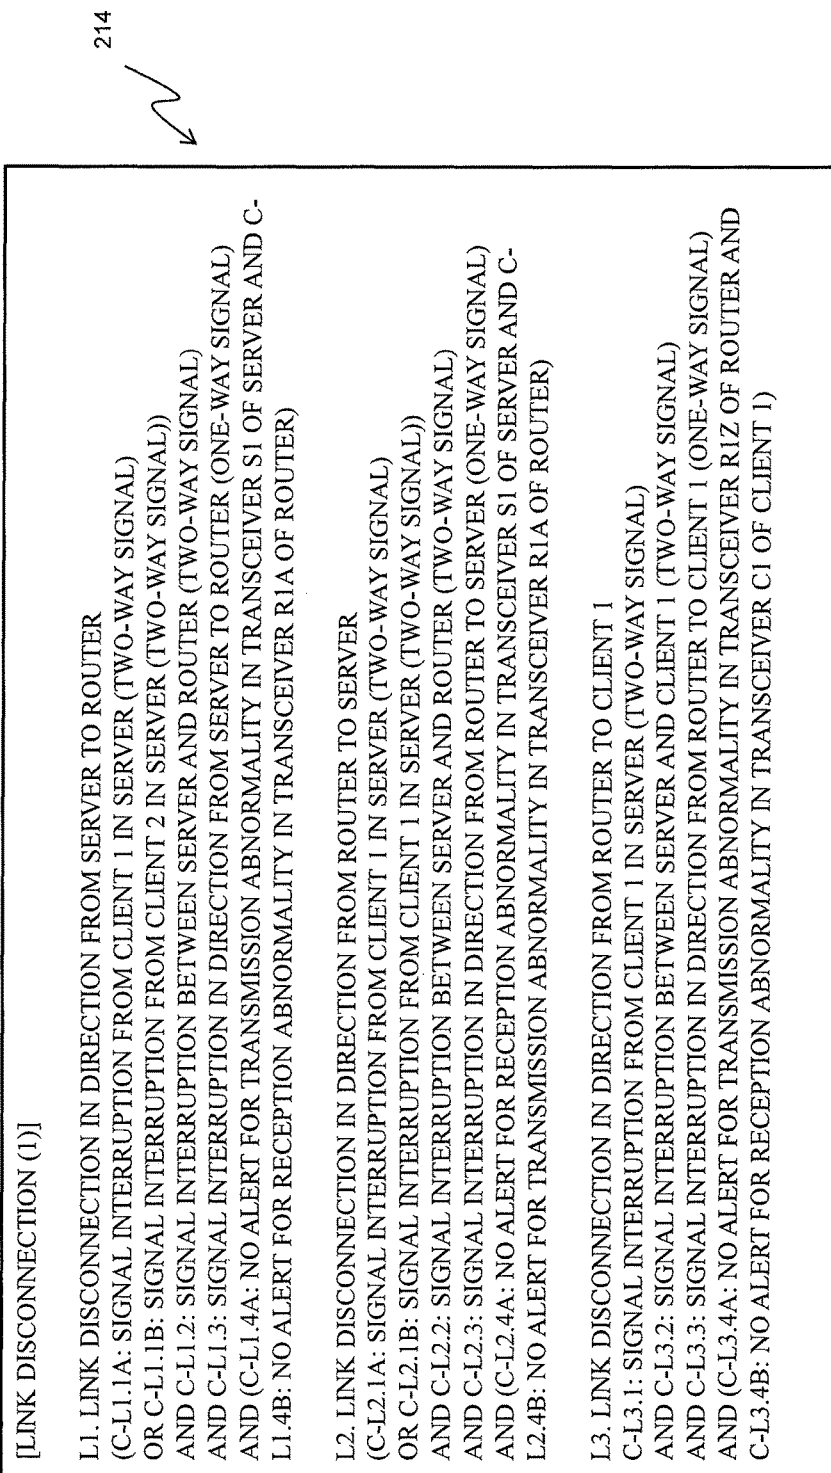 214
[LINK DISCONNECTION (1)]
L1. LINK DISCONNECTION IN DIRECTION FROM SERVER TO ROUTER
(C-L1.1A: SIGNAL INTERRUPTION FROM CLIENT 1 IN SERVER (TWO-WAY SIGNAL)
OR C-L1.1B: SIGNAL INTERRUPTION FROM CLIENT 2 IN SERVER (TWO-WAY SIGNAL))
AND C-L1.2: SIGNAL INTERRUPTION BETWEEN SERVER AND ROUTER (TWO-WAY SIGNAL)
AND C-L1.3: SIGNAL INTERRUPTION IN DIRECTION FROM SERVER TO ROUTER (ONE-WAY SIGNAL)
AND (C-L1.4A: NO ALERT FOR TRANSMISSION ABNORMALITY IN TRANSCEIVER S1 OF SERVER AND C-
L1.4B: NO ALERT FOR RECEPTION ABNORMALITY IN TRANSCEIVER R1A OF ROUTER)
L2. LINK DISCONNECTION IN DIRECTION FROM ROUTER TO SERVER
(C-L2.1A: SIGNAL INTERRUPTION FROM CLIENT 1 IN SERVER (TWO-WAY SIGNAL)
OR C-L2.1B: SIGNAL INTERRUPTION FROM CLIENT 1 IN SERVER (TWO-WAY SIGNAL))
AND C-L2.2: SIGNAL INTERRUPTION BETWEEN SERVER AND ROUTER (TWO-WAY SIGNAL)
AND C-L2.3: SIGNAL INTERRUPTION IN DIRECTION FROM ROUTER TO SERVER (ONE-WAY SIGNAL)
AND (C-L2.4A: NO ALERT FOR RECEPTION ABNORMALITY IN TRANSCEIVER S1 OF SERVER AND C-
L2.4B: NO ALERT FOR TRANSMISSION ABNORMALITY IN TRANSCEIVER R1A OF ROUTER)
L3. LINK DISCONNECTION IN DIRECTION FROM ROUTER TO CLIENT 1
C-L3.1: SIGNAL INTERRUPTION FROM CLIENT 1 IN SERVER (TWO-WAY SIGNAL)
AND C-L3.2: SIGNAL INTERRUPTION BETWEEN SERVER AND CLIENT 1 (TWO-WAY SIGNAL)
AND C-L3.3: SIGNAL INTERRUPTION IN DIRECTION FROM ROUTER TO CLIENT 1 (ONE-WAY SIGNAL)
AND (C-L3.4A: NO ALERT FOR TRANSMISSION ABNORMALITY IN TRANSCEIVER R1Z OF ROUTER AND
C-L3.4B: NO ALERT FOR RECEPTION ABNORMALITY IN TRANSCEIVER C1 OF CLIENT 1)